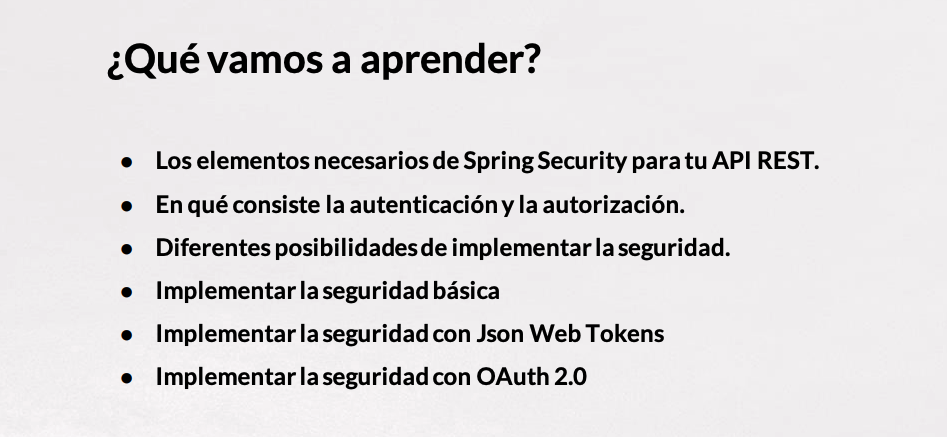 ¿Qué vamos a aprender?
● Los elementos necesarios de Spring Security para tu API REST.
● En qué consiste la autenticación y la autorización.
● Diferentes posibilidades de implementar la seguridad.
● Implementar la seguridad básica
● Implementar la seguridad con Json Web Tokens
● Implementar la seguridad con OAuth 2.0